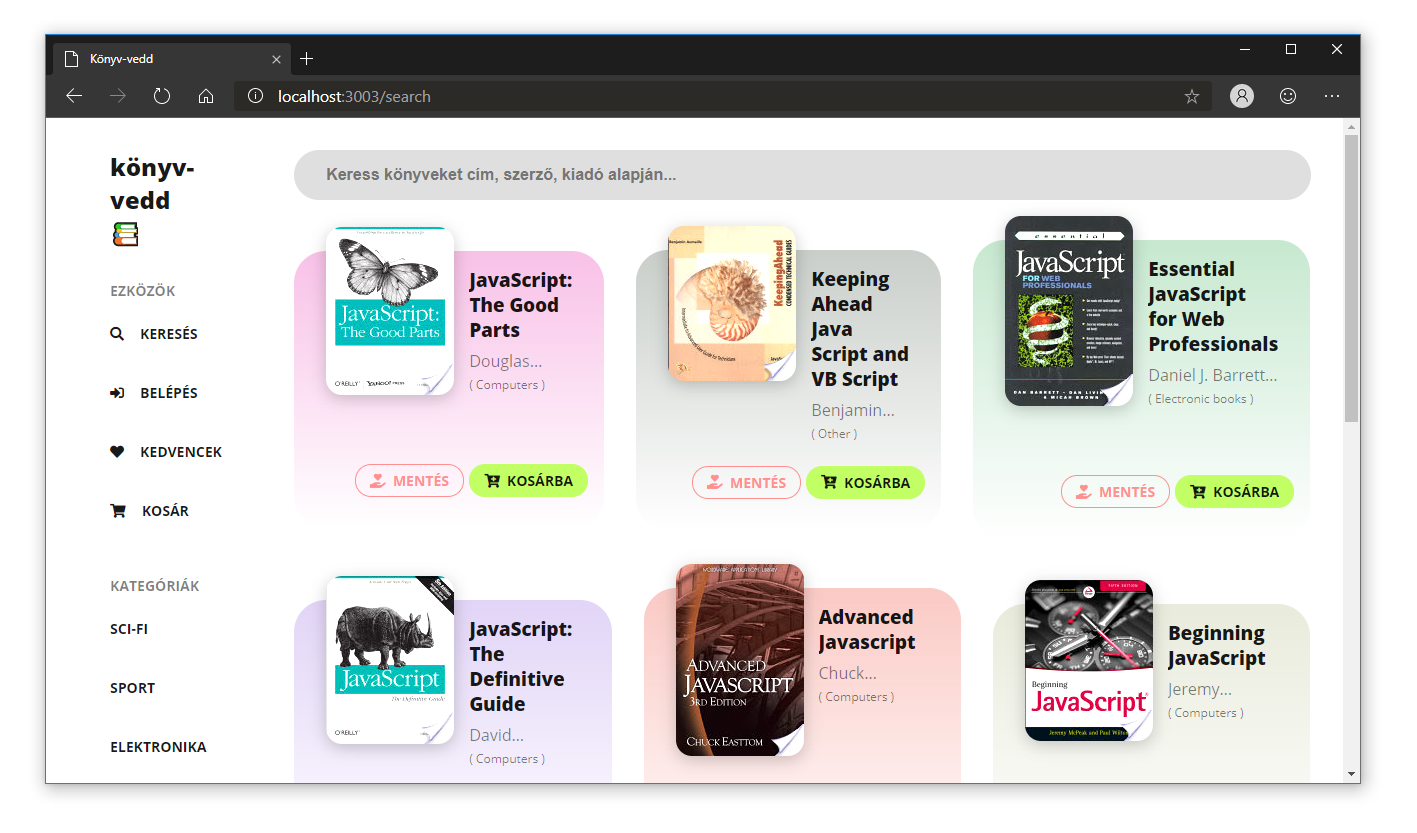 Könyv-vedd
localhost:3003/search
könyv-
vedd
EZKÖZÖK
KERESÉS
BELÉPÉS
KEDVENCEK
KOSÁR
KATEGÓRIÁK
SCI-FI
SPORT
ELEKTRONIKA
Keress könyveket cím, szerző, kiadó alapján...
JavaScript:
The Good Parts
O'REILLY
YAHOO! PRESS
JavaScript:
The Good
Parts
Douglas...
( Computers )
MENTÉS
KOSÁRBA
Benjamin Aumaille
KeepingAhead
CONDENSED TECHNICAL GUIDES
Keeping
Ahead
Java
Script and
VB Script
Benjamin...
( Other )
MENTÉS
KOSÁRBA
essential
JavaScript
FOR WEB
PROFESSIONALS
DAN BARRETT · DAN
& MICAH BROWN
Essential
JavaScript
for Web
Professionals
Daniel J. Barrett...
( Electronic books )
MENTÉS
KOSÁRBA
JavaScript
The Definitive Guide
O'REILLY
JavaScript:
The
Definitive
Guide
David...
( Computers )
ADVANCED
JAVASCRIPT
3RD EDITION
CHUCK EASTTOM
Advanced
Javascript
Chuck...
( Computers )
FIFTH EDITION
Beginning
JavaScript
Jeremy McPeak and Paul
Beginning
JavaScript
Jeremy...
( Computers )